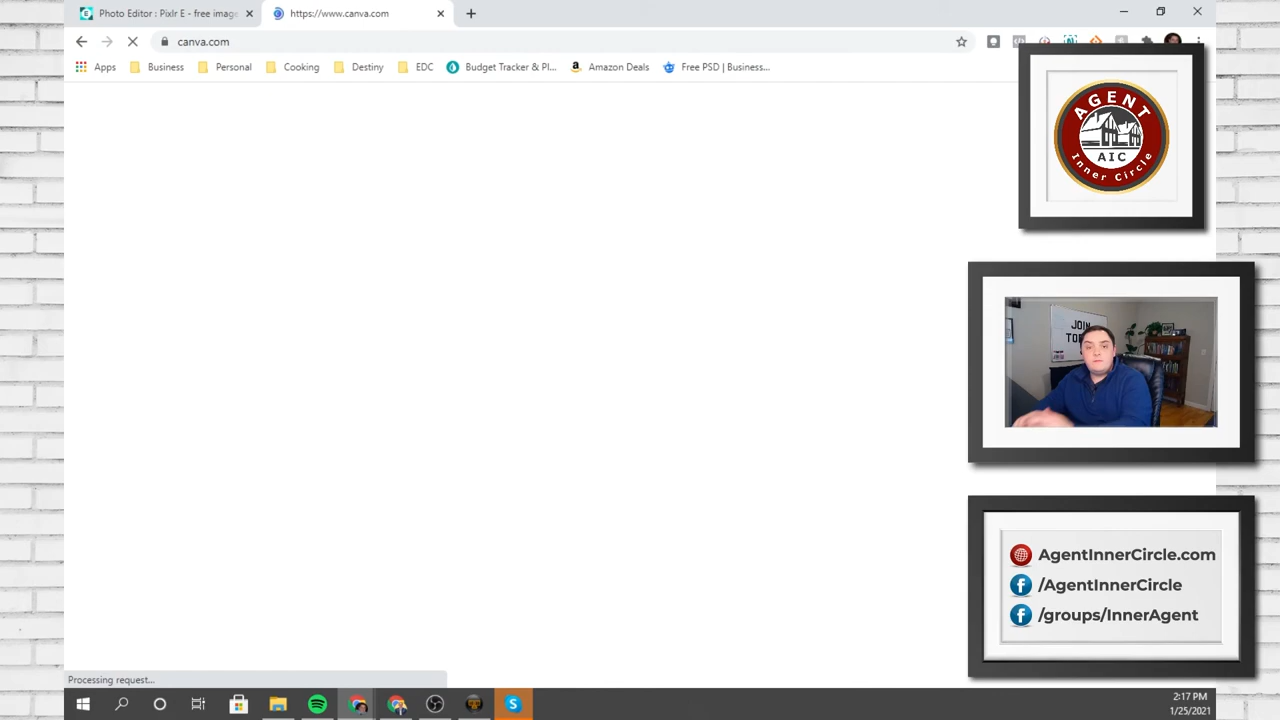 Photo Editor : Pixlr E - free imag
https://www.canva.com
canva.com
Apps
Business
Personal
Cooking
Destiny
EDC
Budget Tracker & Pl...
Amazon Deals
Free PSD | Business...
AGENT
AIC
Inner Circle
JOIN
AgentInnerCircle.com
/AgentInnerCircle
/groups/InnerAgent
Processing request...
2:17 PM
1/25/2021